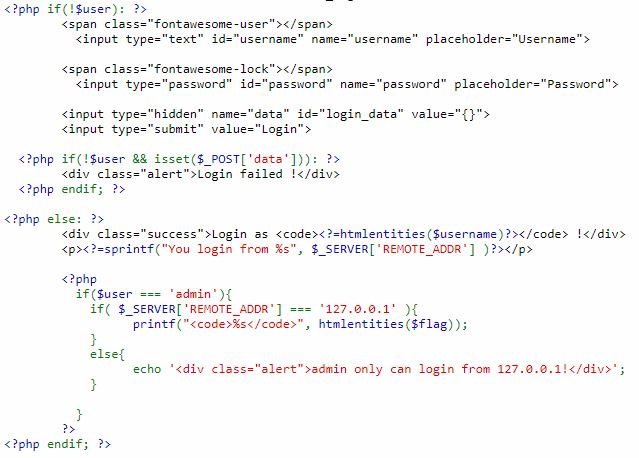 <?php if(!$user): ?>
<span class="fontawesome-user"></span>
<input type="text" id="username" name="username" placeholder="Username">
<span class="fontawesome-lock"></span>
<input type="password" id="password" name="password" placeholder="Password">
<input type="hidden" name="data" id="login_data" value="{}">
<input type="submit" value="Login">
<?php if(!$user && isset($_POST['data'])): ?>
<div class="alert">Login failed !</div>
<?php endif; ?>
<?php else: ?>
<div class="success">Login as <code><?=htmlentities($username)?></code> !</div>
<p><?=sprintf("You login from %s", $_SERVER['REMOTE_ADDR'] )?></p>
<?php
if($user === 'admin'){
if( $_SERVER['REMOTE_ADDR'] === '127.0.0.1' ){
printf("<code>%s</code>", htmlentities($flag));
}
else{
echo '<div class="alert">admin only can login from 127.0.0.1!</div>';
}
}
?>
<?php endif; ?>